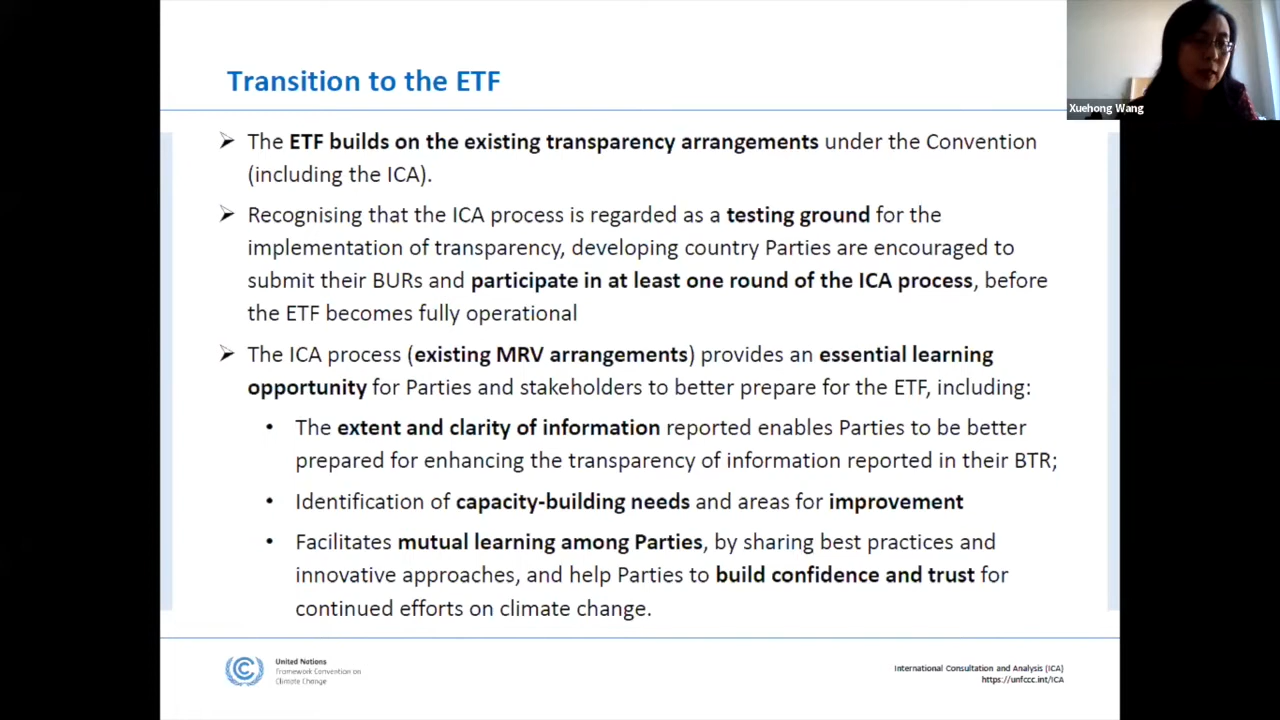 Transition to the ETF
Xuehong Wang
➢ The ETF builds on the existing transparency arrangements under the Convention
(including the ICA).
➢ Recognising that the ICA process is regarded as a testing ground for the
implementation of transparency, developing country Parties are encouraged to
submit their BURs and participate in at least one round of the ICA process, before
the ETF becomes fully operational
➢ The ICA process (existing MRV arrangements) provides an essential learning
opportunity for Parties and stakeholders to better prepare for the ETF, including:
• The extent and clarity of information reported enables Parties to be better
prepared for enhancing the transparency of information reported in their BTR;
• Identification of capacity-building needs and areas for improvement
• Facilitates mutual learning among Parties, by sharing best practices and
innovative approaches, and help Parties to build confidence and trust for
continued efforts on climate change.
United Nations
Framework Convention on
Climate Change
International Consultation and Analysis (ICA)
https://unfccc.int/ICA